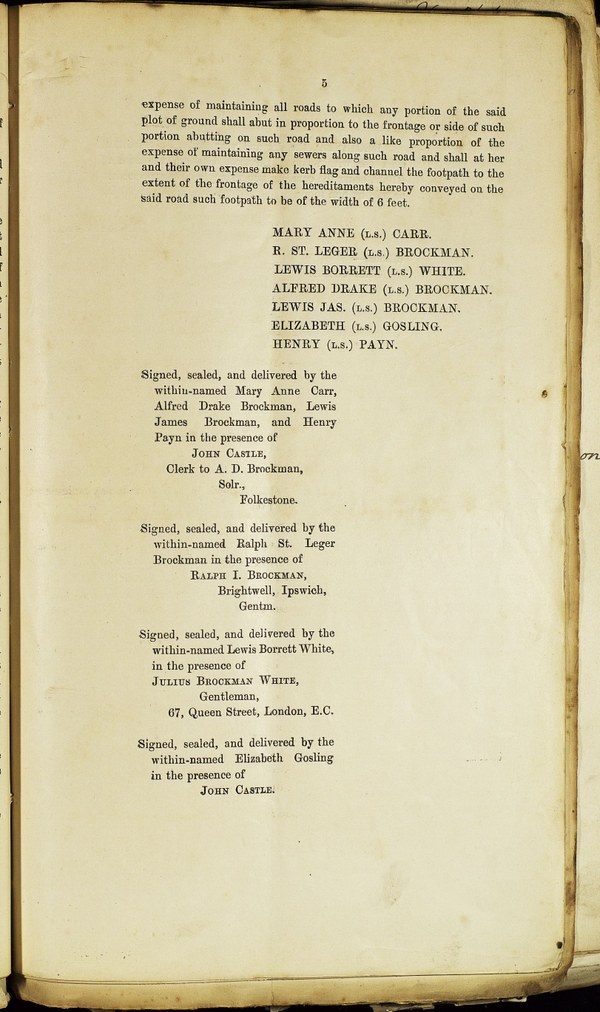 5
expense of maintaining all roads to which any portion of the said
plot of ground shall abut in proportion to the frontage or side of such
portion abutting on such road and also a like proportion of the
expense of maintaining any sewers along such road and shall at her
and their own expense make kerb flag and channel the footpath to the
extent of the frontage of the hereditaments hereby conveyed on the
said road such footpath to be of the width of 6 feet.
MARY ANNE (L.S.) CARR.
R. ST. LEGER (L.S.) BROCKMAN.
LEWIS BORRETT (L.S.) WHITE.
ALFRED DRAKE (L.S.) BROCKMAN.
LEWIS JAS. (L.S.) BROCKMAN.
ELIZABETH (L.S.) GOSLING.
HENRY (L.S.) PAYN.
Signed, sealed, and delivered by the
within-named Mary Anne Carr,
Alfred Drake Brockman, Lewis
James Brockman, and Henry
Payn in the presence of
JOHN CASTLE,
Clerk to A. D. Brockman,
Solr.,
Folkestone.
Signed, sealed, and delivered by the
within-named Ralph St. Leger
Brockman in the presence of
RALPH I. BROCKMAN,
Brightwell, Ipswich,
Gentm.
Signed, sealed, and delivered by the
within-named Lewis Borrett White,
in the presence of
JULIUS BROCKMAN WHITE,
Gentleman,
67, Queen Street, London, E.C.
Signed, sealed, and delivered by the
within-named Elizabeth Gosling
in the presence of
JOHN CASTLE.
on